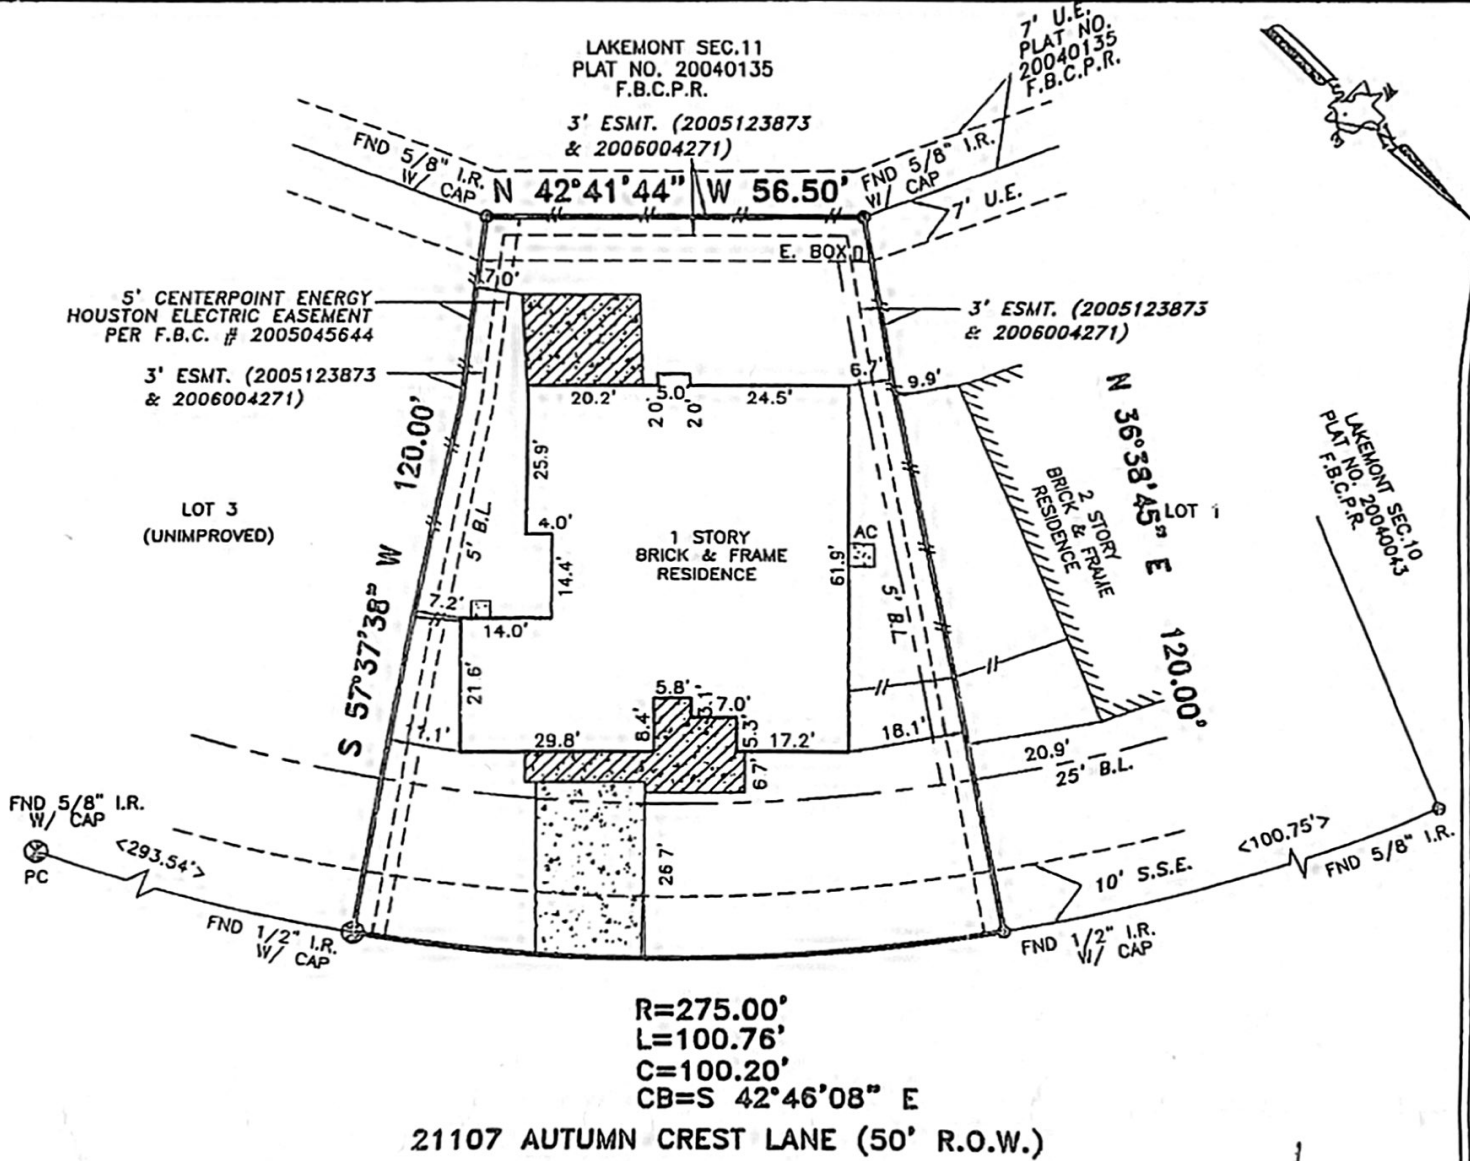 LAKEMONT SEC.11
PLAT NO. 20040135
F.B.C.P.R.
7' U.E.
PLAT NO.
20040135
F.B.C.P.R.
3' ESMT. (2005123873
& 2006004271)
FND 5/8" I.R.
W/ CAP
N 42°41'44" W 56.50'
FND 5/8" I.R.
W/ CAP
7' U.E.
E. BOX
7.0'
5' CENTERPOINT ENERGY
HOUSTON ELECTRIC EASEMENT
PER F.B.C. # 2005045644
3' ESMT. (2005123873
& 2006004271)
3' ESMT. (2005123873
& 2006004271)
6.7'
9.9'
20.2'
5.0'
2.0'
2.0'
24.5'
S 57°37'38" W 120.00'
N 36°38'45" E 120.00'
LAKEMONT SEC.10
PLAT NO. 20040043
F.B.C.P.R.
25.9'
LOT 3
(UNIMPROVED)
5' B.L.
4.0'
14.4'
1 STORY
BRICK & FRAME
RESIDENCE
61.9'
AC
5' B.L.
2 STORY
BRICK & FRAME
RESIDENCE
LOT 1
7.2'
14.0'
21.6'
5.8'
7.0'
8.4'
5.3'
29.8'
17.2'
6.7'
18.1'
20.9'
25' B.L.
FND 5/8" I.R.
W/ CAP
PC
<293.54'>
FND 1/2" I.R.
W/ CAP
26.7'
10' S.S.E.
<100.75'>
FND 5/8" I.R.
FND 1/2" I.R.
W/ CAP
R=275.00'
L=100.76'
C=100.20'
CB=S 42°46'08" E
21107 AUTUMN CREST LANE (50' R.O.W.)